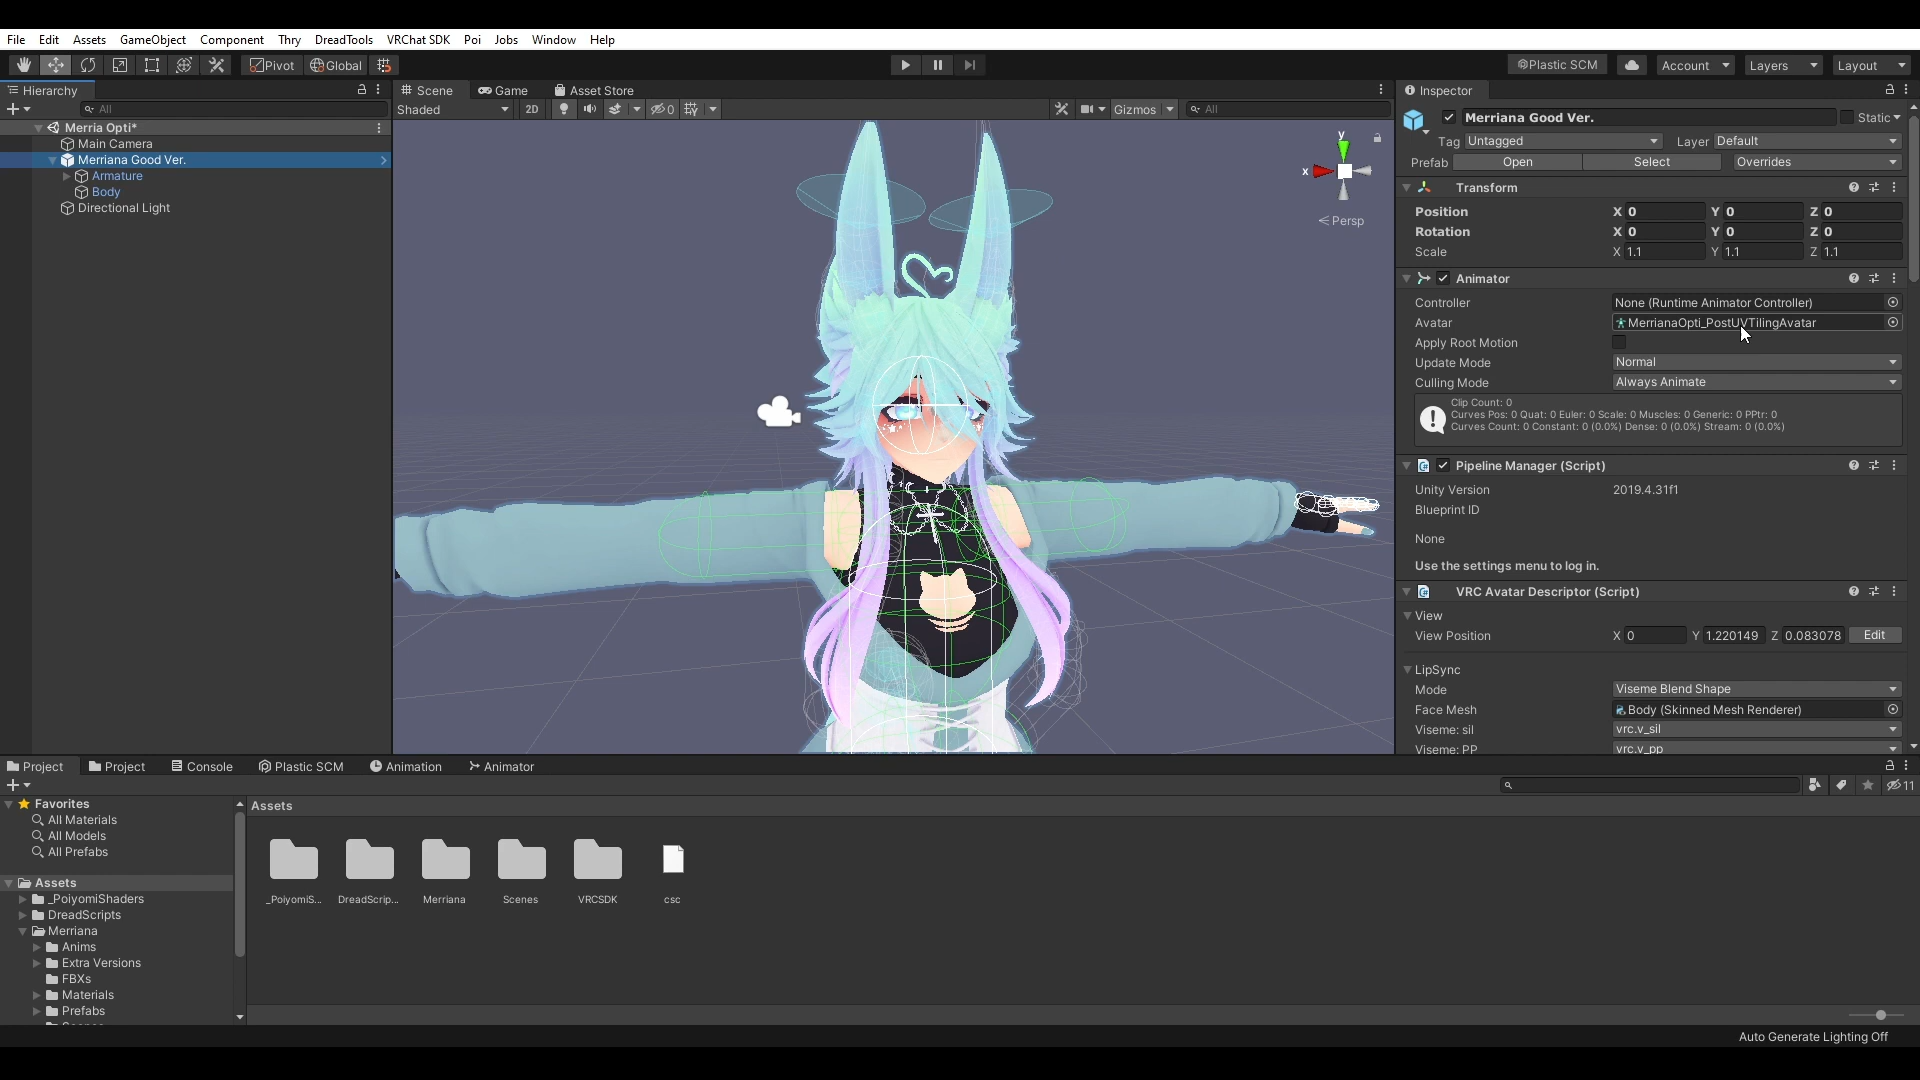 File Edit Assets GameObject Component Thry DreadTools VRChat SDK Poi Jobs Window Help
Pivot Global Plastic SCM Account Layers Layout
Hierarchy
All
Merria Opti*
Main Camera
Merriana Good Ver.
Armature
Body
Directional Light
Scene Game Asset Store
Shaded 2D 0 Gizmos All
y
x
Persp
Inspector
Merriana Good Ver. Static
Tag Untagged Layer Default
Prefab Open Select Overrides
Transform
Position X 0 Y 0 Z 0
Rotation X 0 Y 0 Z 0
Scale X 1.1 Y 1.1 Z 1.1
Animator
Controller None (Runtime Animator Controller)
Avatar MerrianaOpti_PostUVTilingAvatar
Apply Root Motion
Update Mode Normal
Culling Mode Always Animate
Clip Count: 0
Curves Pos: 0 Quat: 0 Euler: 0 Scale: 0 Muscles: 0 Generic: 0 PPtr: 0
Curves Count: 0 Constant: 0 (0.0%) Dense: 0 (0.0%) Stream: 0 (0.0%)
Pipeline Manager (Script)
Unity Version 2019.4.31f1
Blueprint ID
None
Use the settings menu to log in.
VRC Avatar Descriptor (Script)
View
View Position X 0 Y 1.220149 Z 0.083078 Edit
LipSync
Mode Viseme Blend Shape
Face Mesh Body (Skinned Mesh Renderer)
Viseme: sil vrc.v_sil
Viseme: PP vrc.v_pp
Project Project Console Plastic SCM Animation Animator
11
Favorites
All Materials
All Models
All Prefabs
Assets
_PoiyomiShaders
DreadScripts
Merriana
Anims
Extra Versions
FBXs
Materials
Prefabs
Assets
_PoiyomiS... DreadScrip... Merriana Scenes VRCSDK csc
Auto Generate Lighting Off